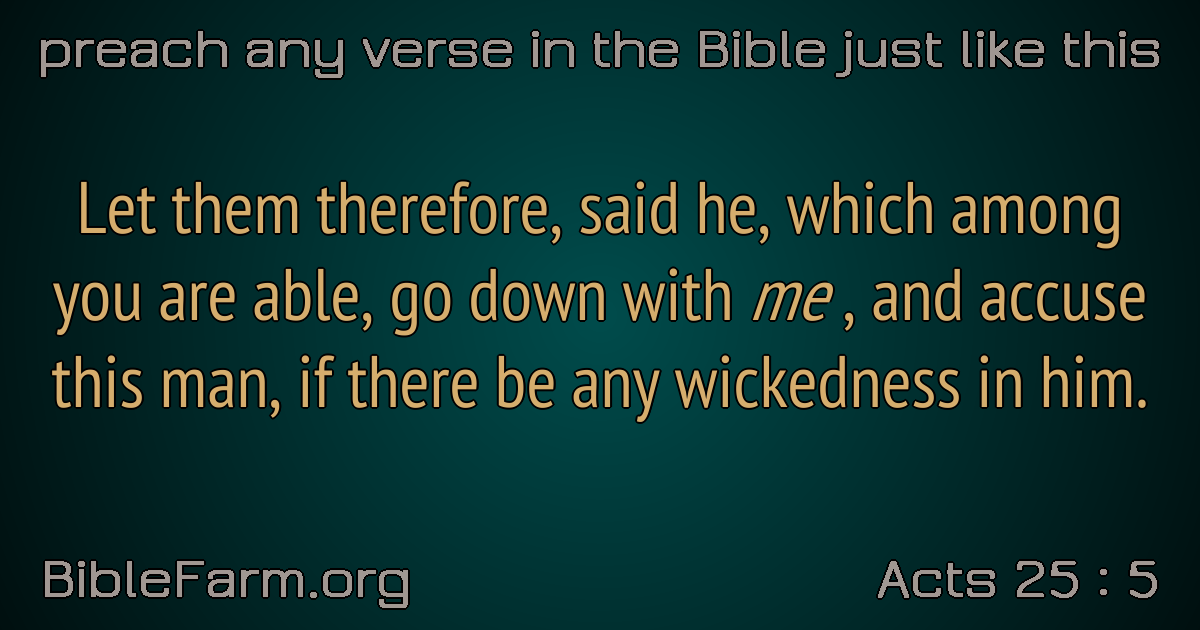 preach any verse in the Bible just like this
Let them therefore, said he, which among
you are able, go down with me , and accuse
this man, if there be any wickedness in him.
BibleFarm.org
Acts 25 : 5